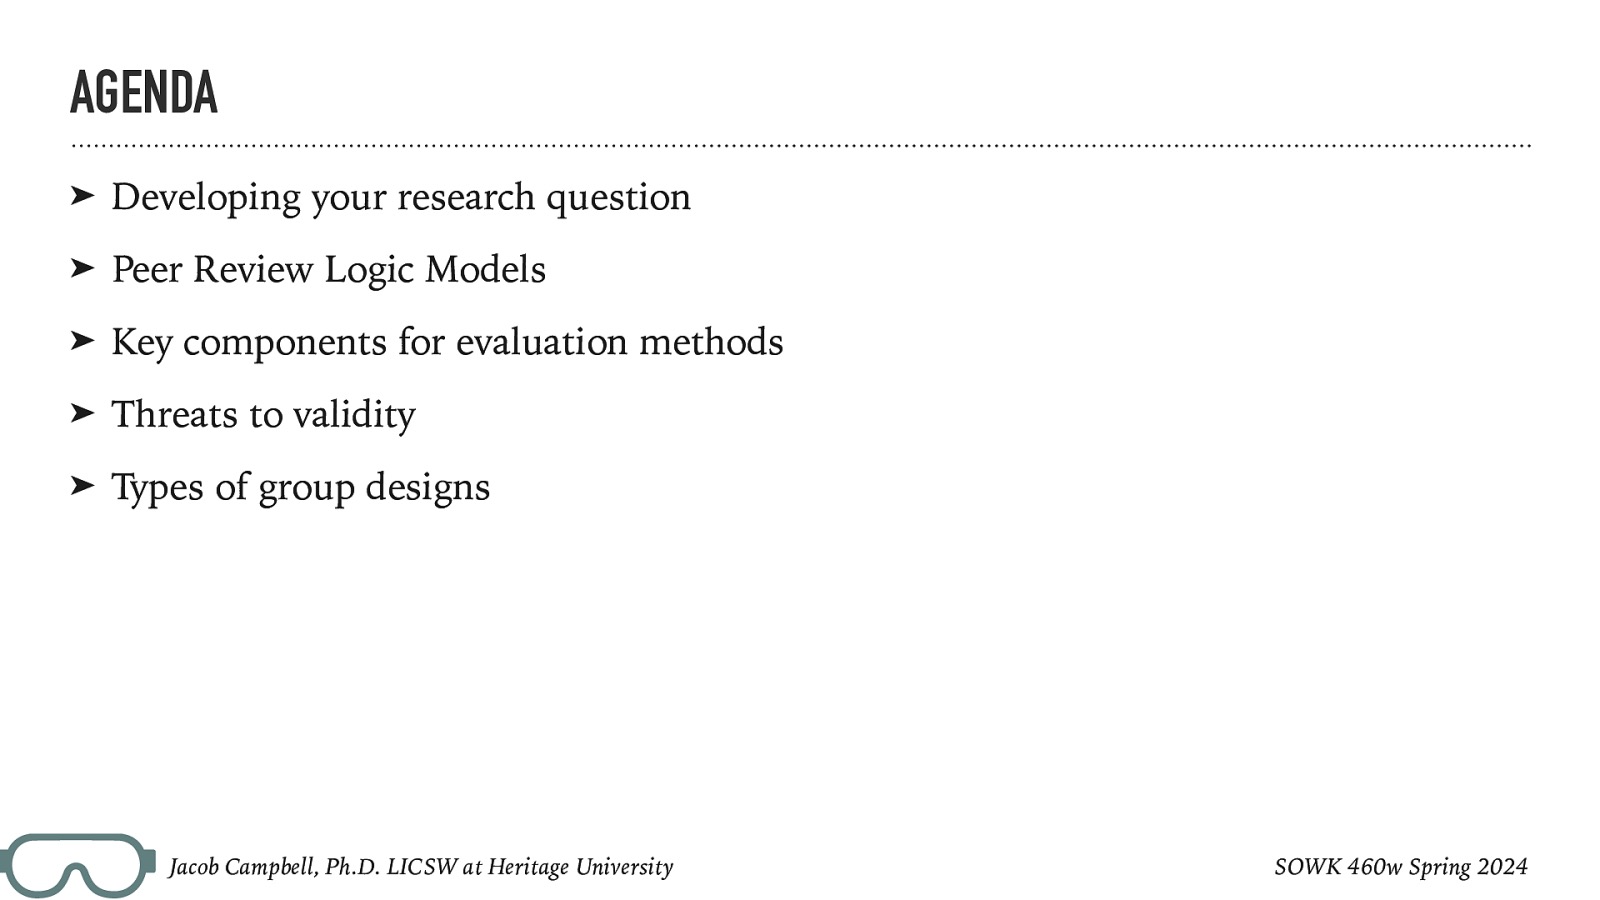 AGENDA
➤ Developing your research question
➤ Peer Review Logic Models
➤ Key components for evaluation methods
➤ Threats to validity
➤ Types of group designs
Jacob Campbell, Ph.D. LICSW at Heritage University
SOWK 460w Spring 2024